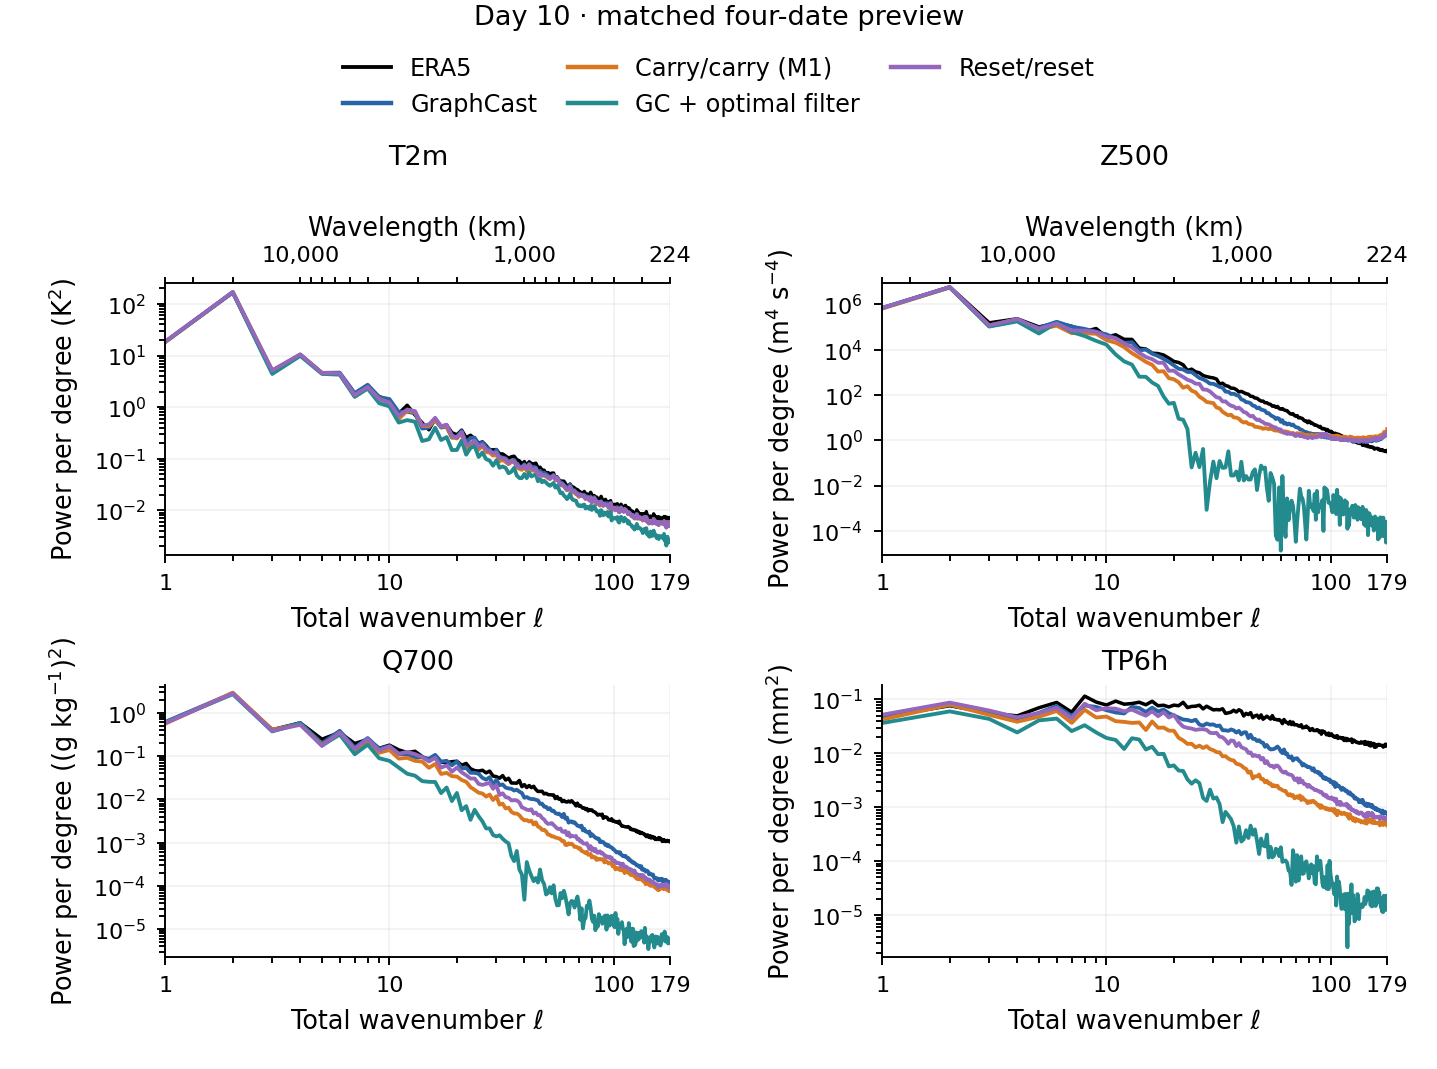 Day 10 · matched four-date preview
ERA5
Carry/carry (M1)
Reset/reset
GraphCast
GC + optimal filter
T2m
Z500
Wavelength (km)
Wavelength (km)
10,000 1,000 224
10,000 1,000 224
Power per degree (K²)
10² 10¹ 10⁰ 10⁻¹ 10⁻²
1 10 100 179
Total wavenumber ℓ
Power per degree (m⁴ s⁻⁴)
10⁶ 10⁴ 10² 10⁰ 10⁻² 10⁻⁴
1 10 100 179
Total wavenumber ℓ
Q700
TP6h
Power per degree ((g kg⁻¹)²)
10⁰ 10⁻¹ 10⁻² 10⁻³ 10⁻⁴ 10⁻⁵
1 10 100 179
Total wavenumber ℓ
Power per degree (mm²)
10⁻¹ 10⁻² 10⁻³ 10⁻⁴ 10⁻⁵
1 10 100 179
Total wavenumber ℓ